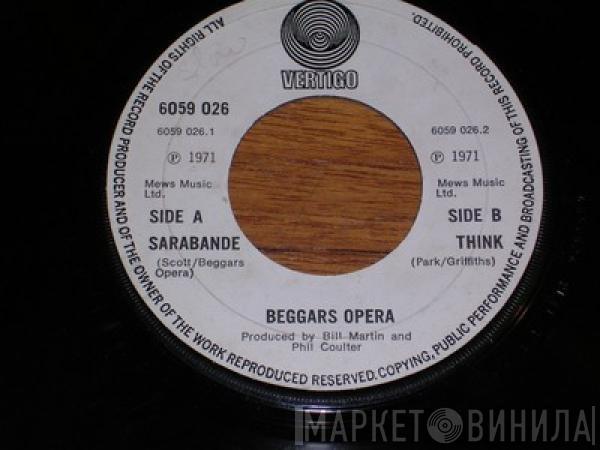 ALL RIGHTS OF THE RECORD PRODUCER AND OF THE OWNER OF THE WORK REPRODUCED RESERVED. COPYING, PUBLIC PERFORMANCE AND BROADCASTING OF THIS RECORD PROHIBITED.
VERTIGO
6059 026
6059 026.1
6059 026.2
Ⓟ 1971
Ⓟ 1971
Mews Music
Ltd.
Mews Music
Ltd.
SIDE A
SIDE B
SARABANDE
THINK
(Scott/Beggars
Opera)
(Park/Griffiths)
BEGGARS OPERA
Produced by Bill Martin and
Phil Coulter
МАРКЕТ ВИНИЛА